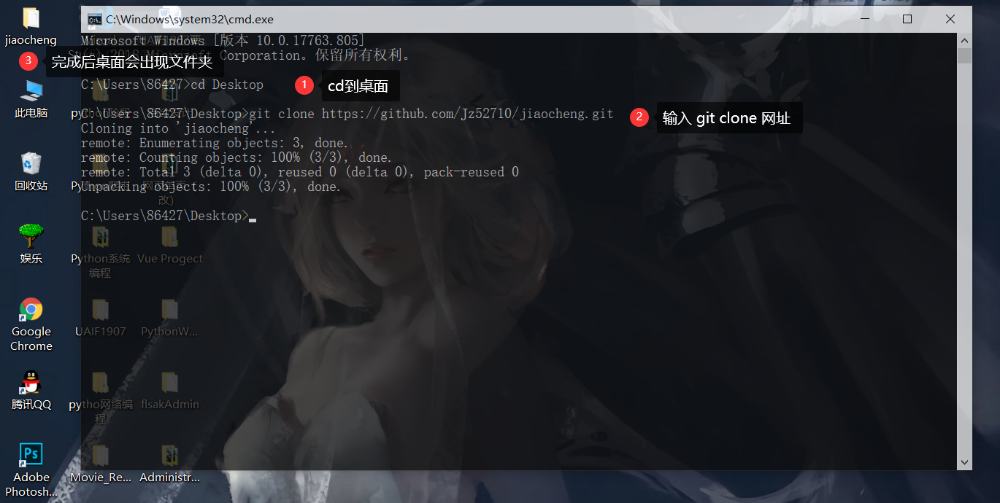 C:\Windows\system32\cmd.exe
Microsoft Windows [版本 10.0.17763.805]
Corporation。保留所有权利。
C:\Users\86427>cd Desktop
1
cd到桌面
C:\Users\86427\Desktop>git clone https://github.com/Jz52710/jiaocheng.git
2
输入 git clone 网址
Cloning into 'jiaocheng'...
remote: Enumerating objects: 3, done.
remote: Counting objects: 100% (3/3), done.
remote: Total 3 (delta 0), reused 0 (delta 0), pack-reused 0
Unpacking objects: 100% (3/3), done.
C:\Users\86427\Desktop>
jiaocheng
3
完成后桌面会出现文件夹
此电脑
回收站
改)
娱乐
Python系统
编程
Vue Progect
Google
Chrome
UAIF1907
PythonW...
腾讯QQ
pytho网络编
程
flsakAdmin
Ps
Adobe
Photosh...
Movie_Re...
Administr...